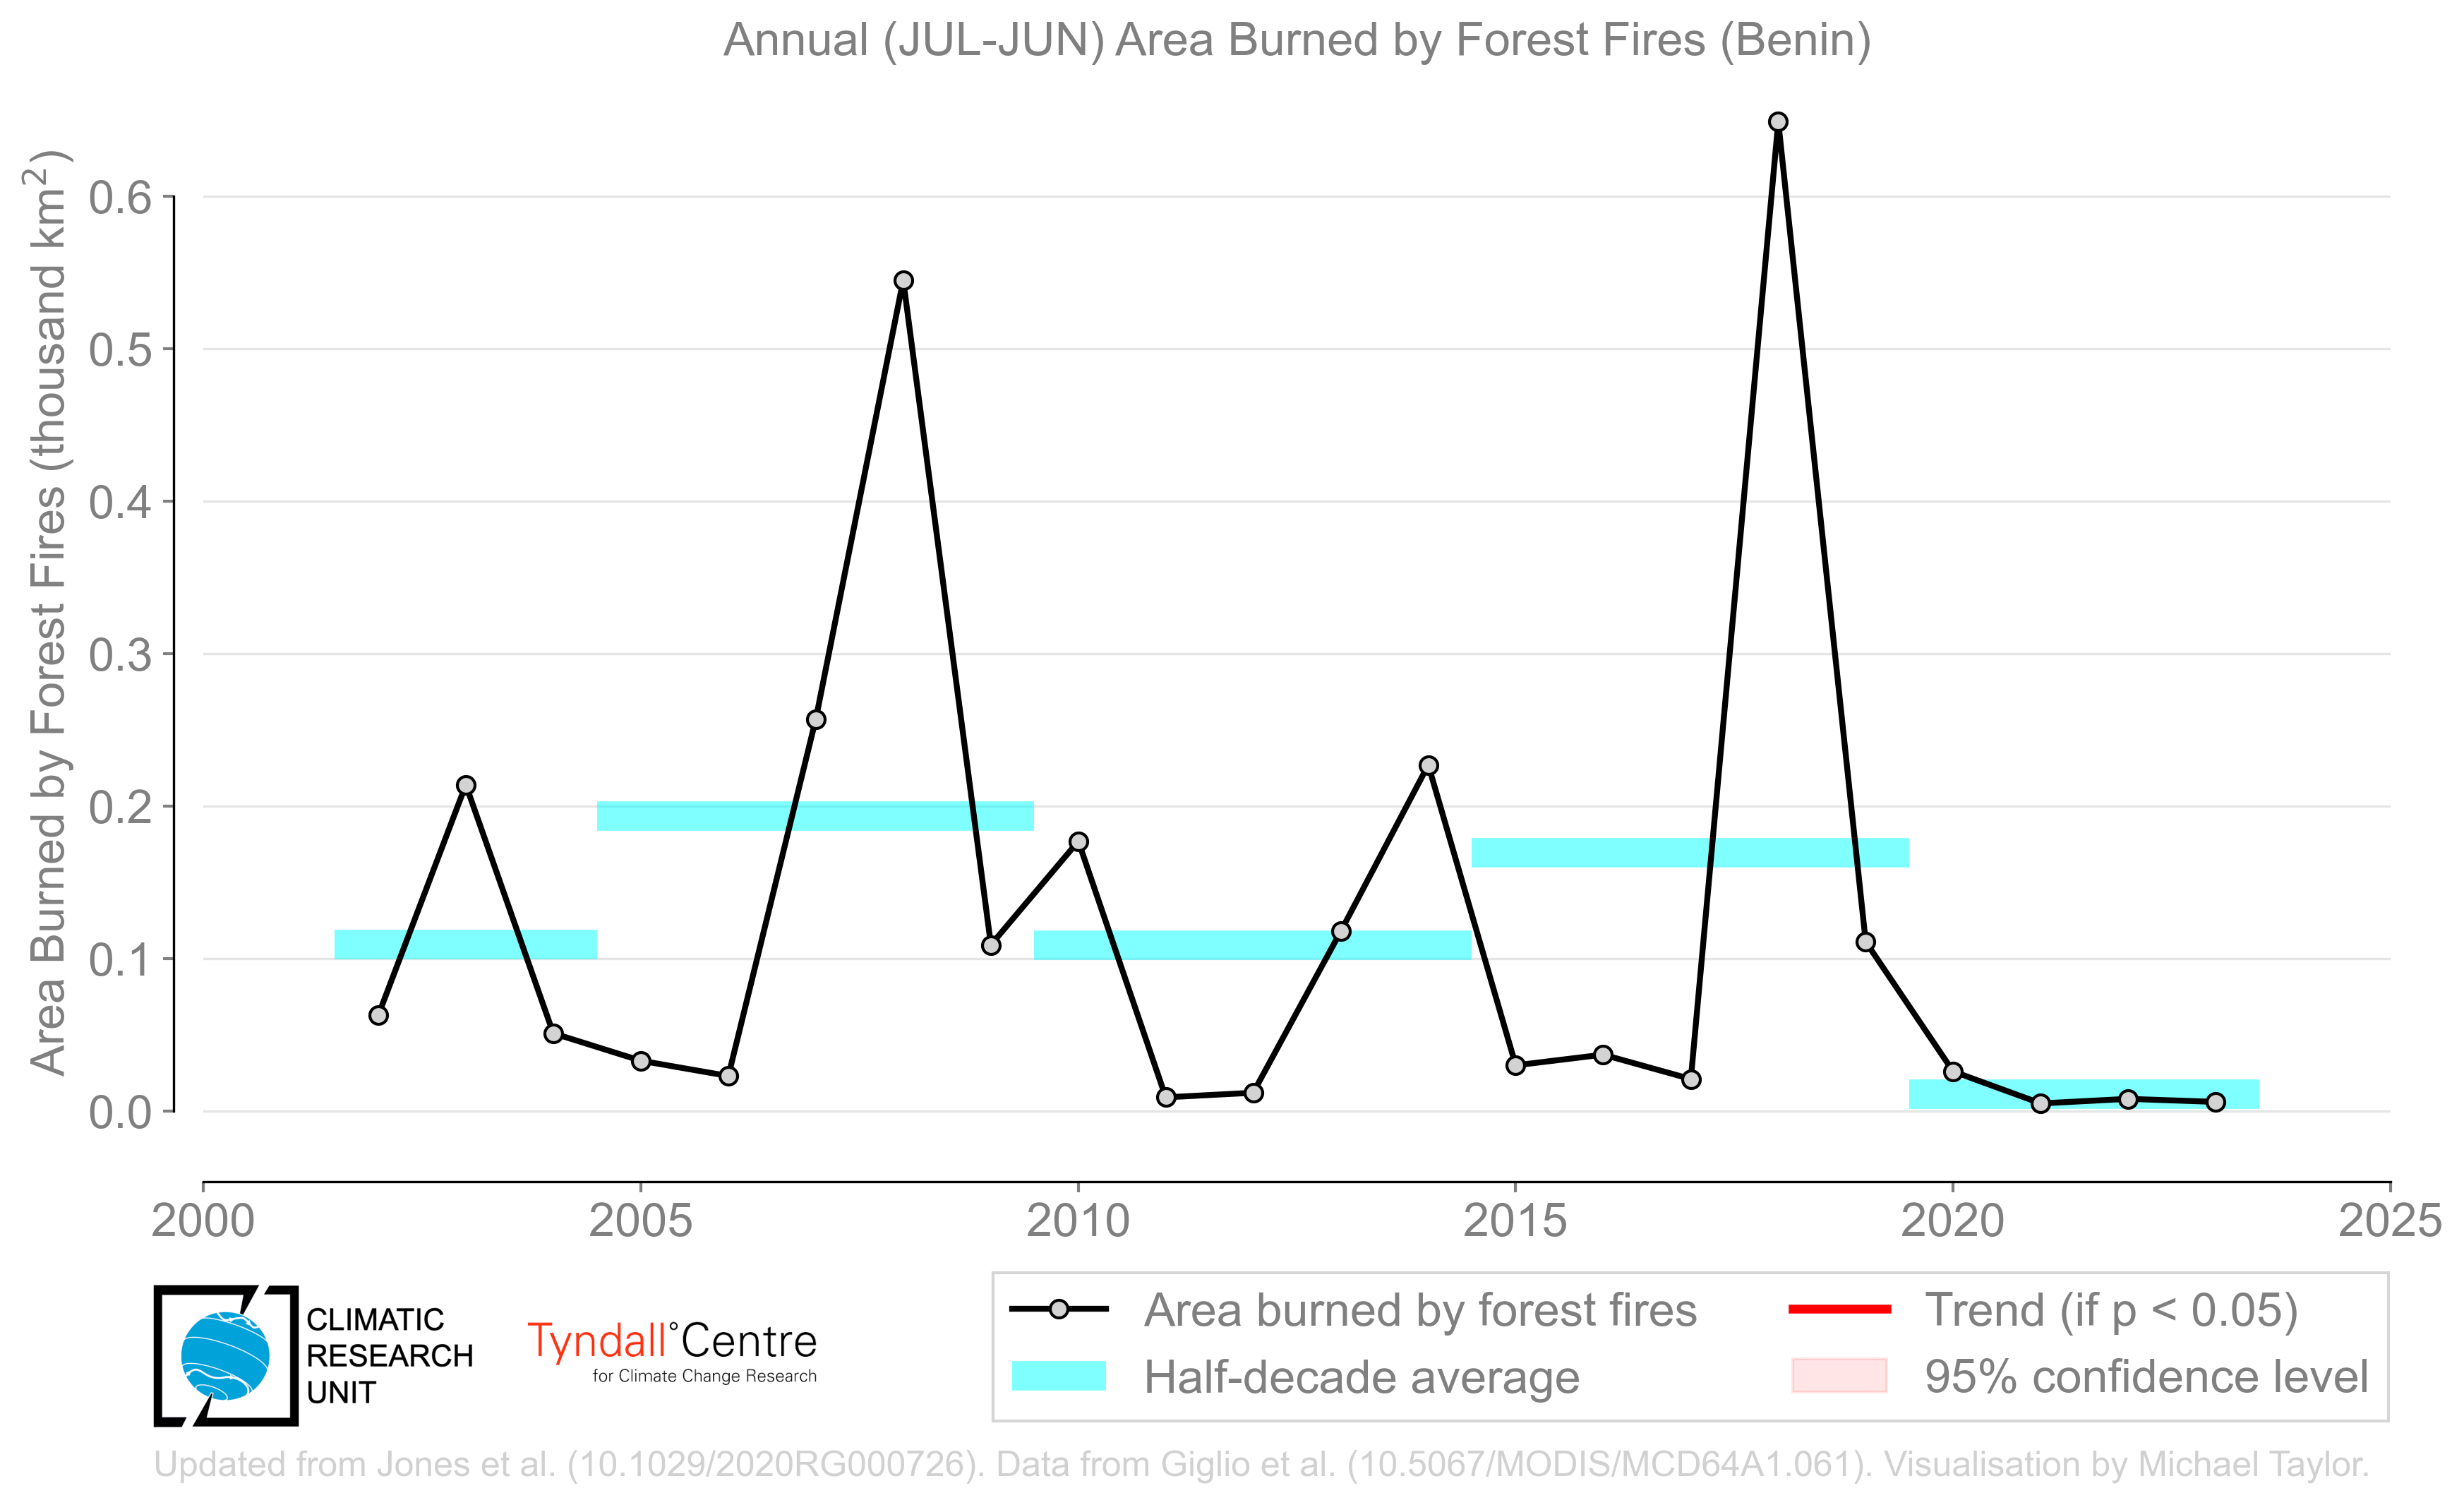 Annual (JUL-JUN) Area Burned by Forest Fires (Benin)
Area Burned by Forest Fires (thousand km²)
0.6
0.5
0.4
0.3
0.2
0.1
0.0
2000 2005 2010 2015 2020 2025
Area burned by forest fires
Half-decade average
Trend (if p < 0.05)
95% confidence level
CLIMATIC
RESEARCH
UNIT
Tyndall°Centre
for Climate Change Research
Updated from Jones et al. (10.1029/2020RG000726). Data from Giglio et al. (10.5067/MODIS/MCD64A1.061). Visualisation by Michael Taylor.